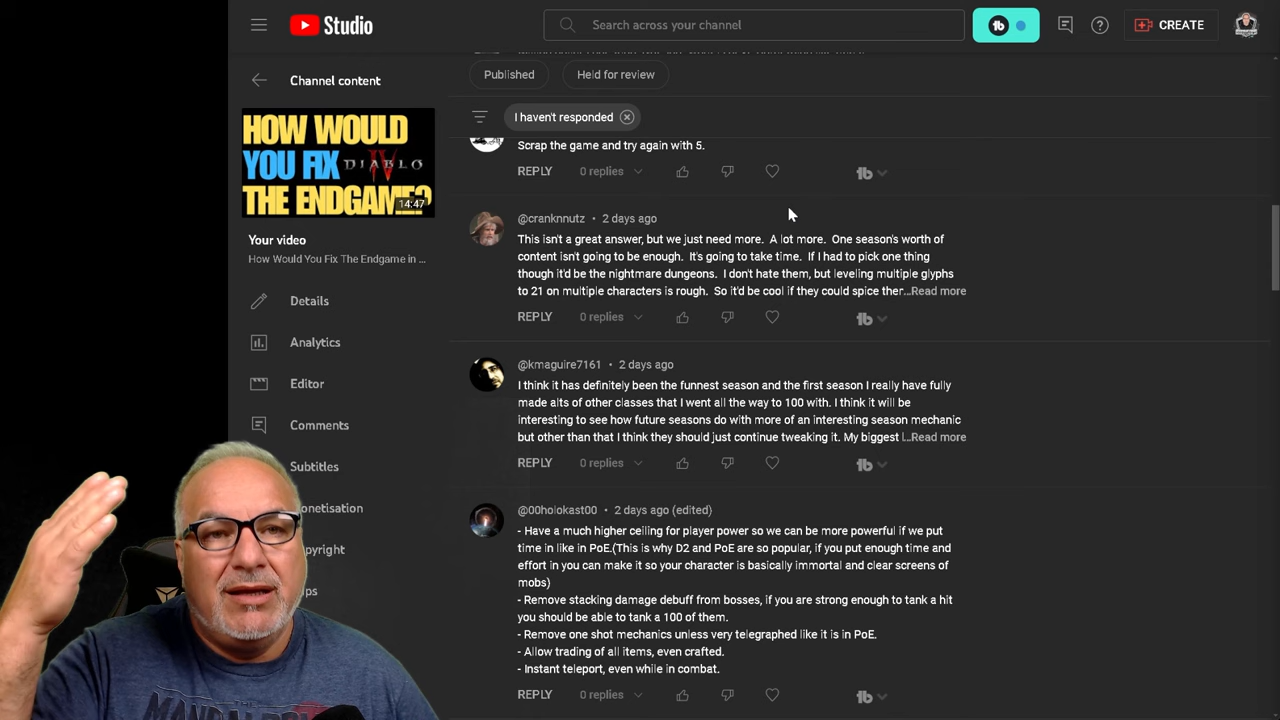 Studio
Search across your channel
CREATE
Channel content
HOW WOULD
YOU FIX DIABLO IV
THE ENDGAME?
14:47
Your video
How Would You Fix The Endgame in ...
Details
Analytics
Editor
Comments
Subtitles
onetisation
opyright
ps
Published
Held for review
I haven't responded
Scrap the game and try again with 5.
REPLY 0 replies
@cranknnutz • 2 days ago
This isn't a great answer, but we just need more. A lot more. One season's worth of
content isn't going to be enough. It's going to take time. If I had to pick one thing
though it'd be the nightmare dungeons. I don't hate them, but leveling multiple glyphs
to 21 on multiple characters is rough. So it'd be cool if they could spice ther...Read more
REPLY 0 replies
@kmaguire7161 • 2 days ago
I think it has definitely been the funnest season and the first season I really have fully
made alts of other classes that I went all the way to 100 with. I think it will be
interesting to see how future seasons do with more of an interesting season mechanic
but other than that I think they should just continue tweaking it. My biggest l...Read more
REPLY 0 replies
@00holokast00 • 2 days ago (edited)
- Have a much higher ceiling for player power so we can be more powerful if we put
time in like in PoE.(This is why D2 and PoE are so popular, if you put enough time and
effort in you can make it so your character is basically immortal and clear screens of
mobs)
- Remove stacking damage debuff from bosses, if you are strong enough to tank a hit
you should be able to tank a 100 of them.
- Remove one shot mechanics unless very telegraphed like it is in PoE.
- Allow trading of all items, even crafted.
- Instant teleport, even while in combat.
REPLY 0 replies